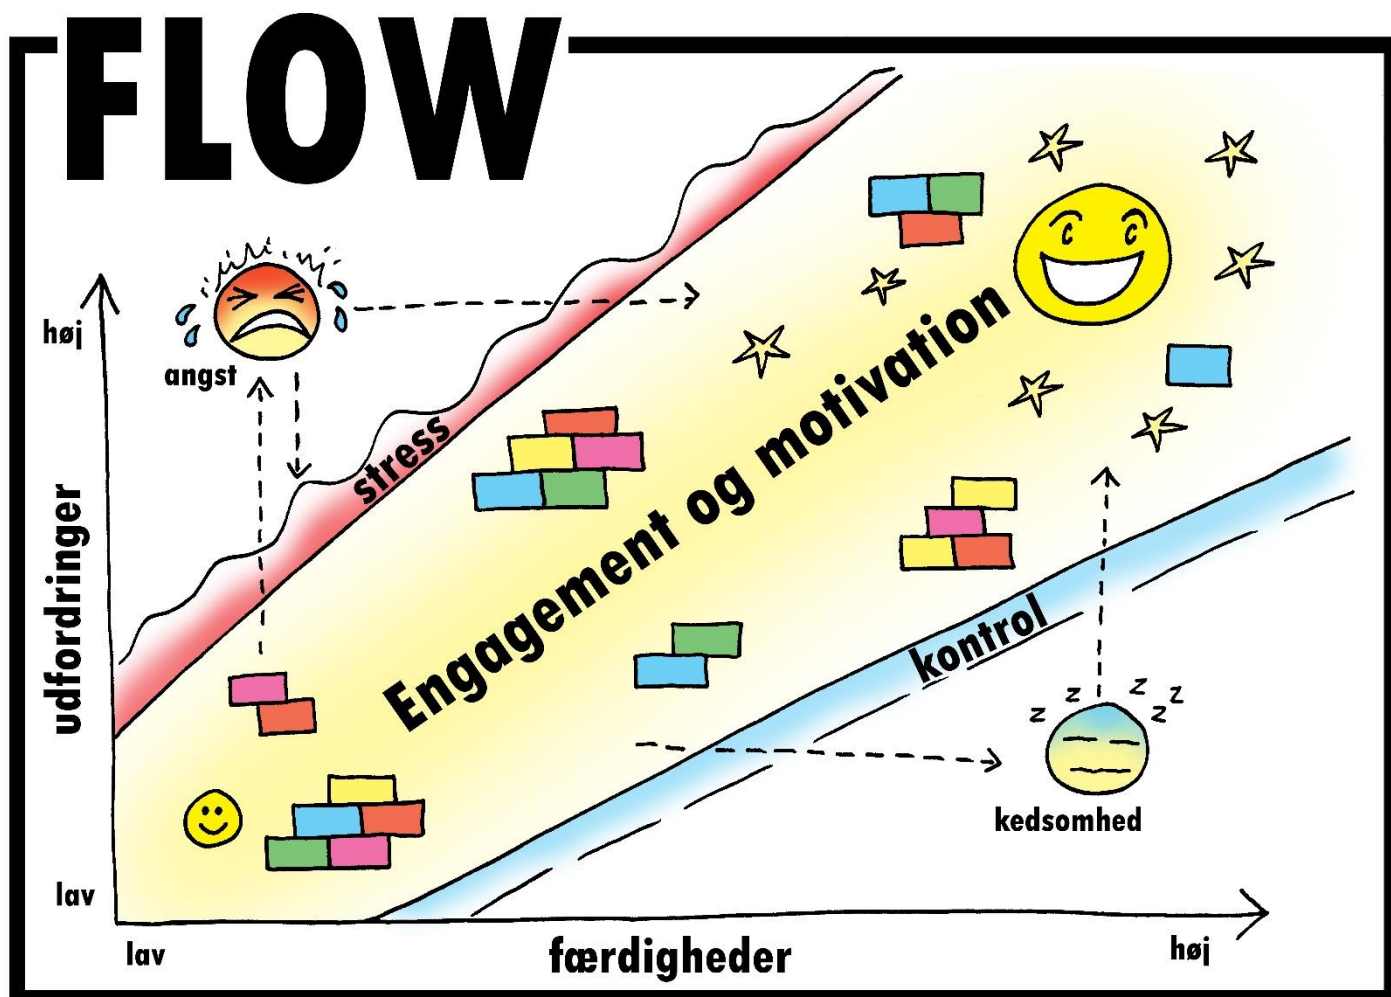 FLOW
høj
angst
stress
Engagement og motivation
udfordringer
kontrol
z z z z z
kedsomhed
lav
lav
færdigheder
høj